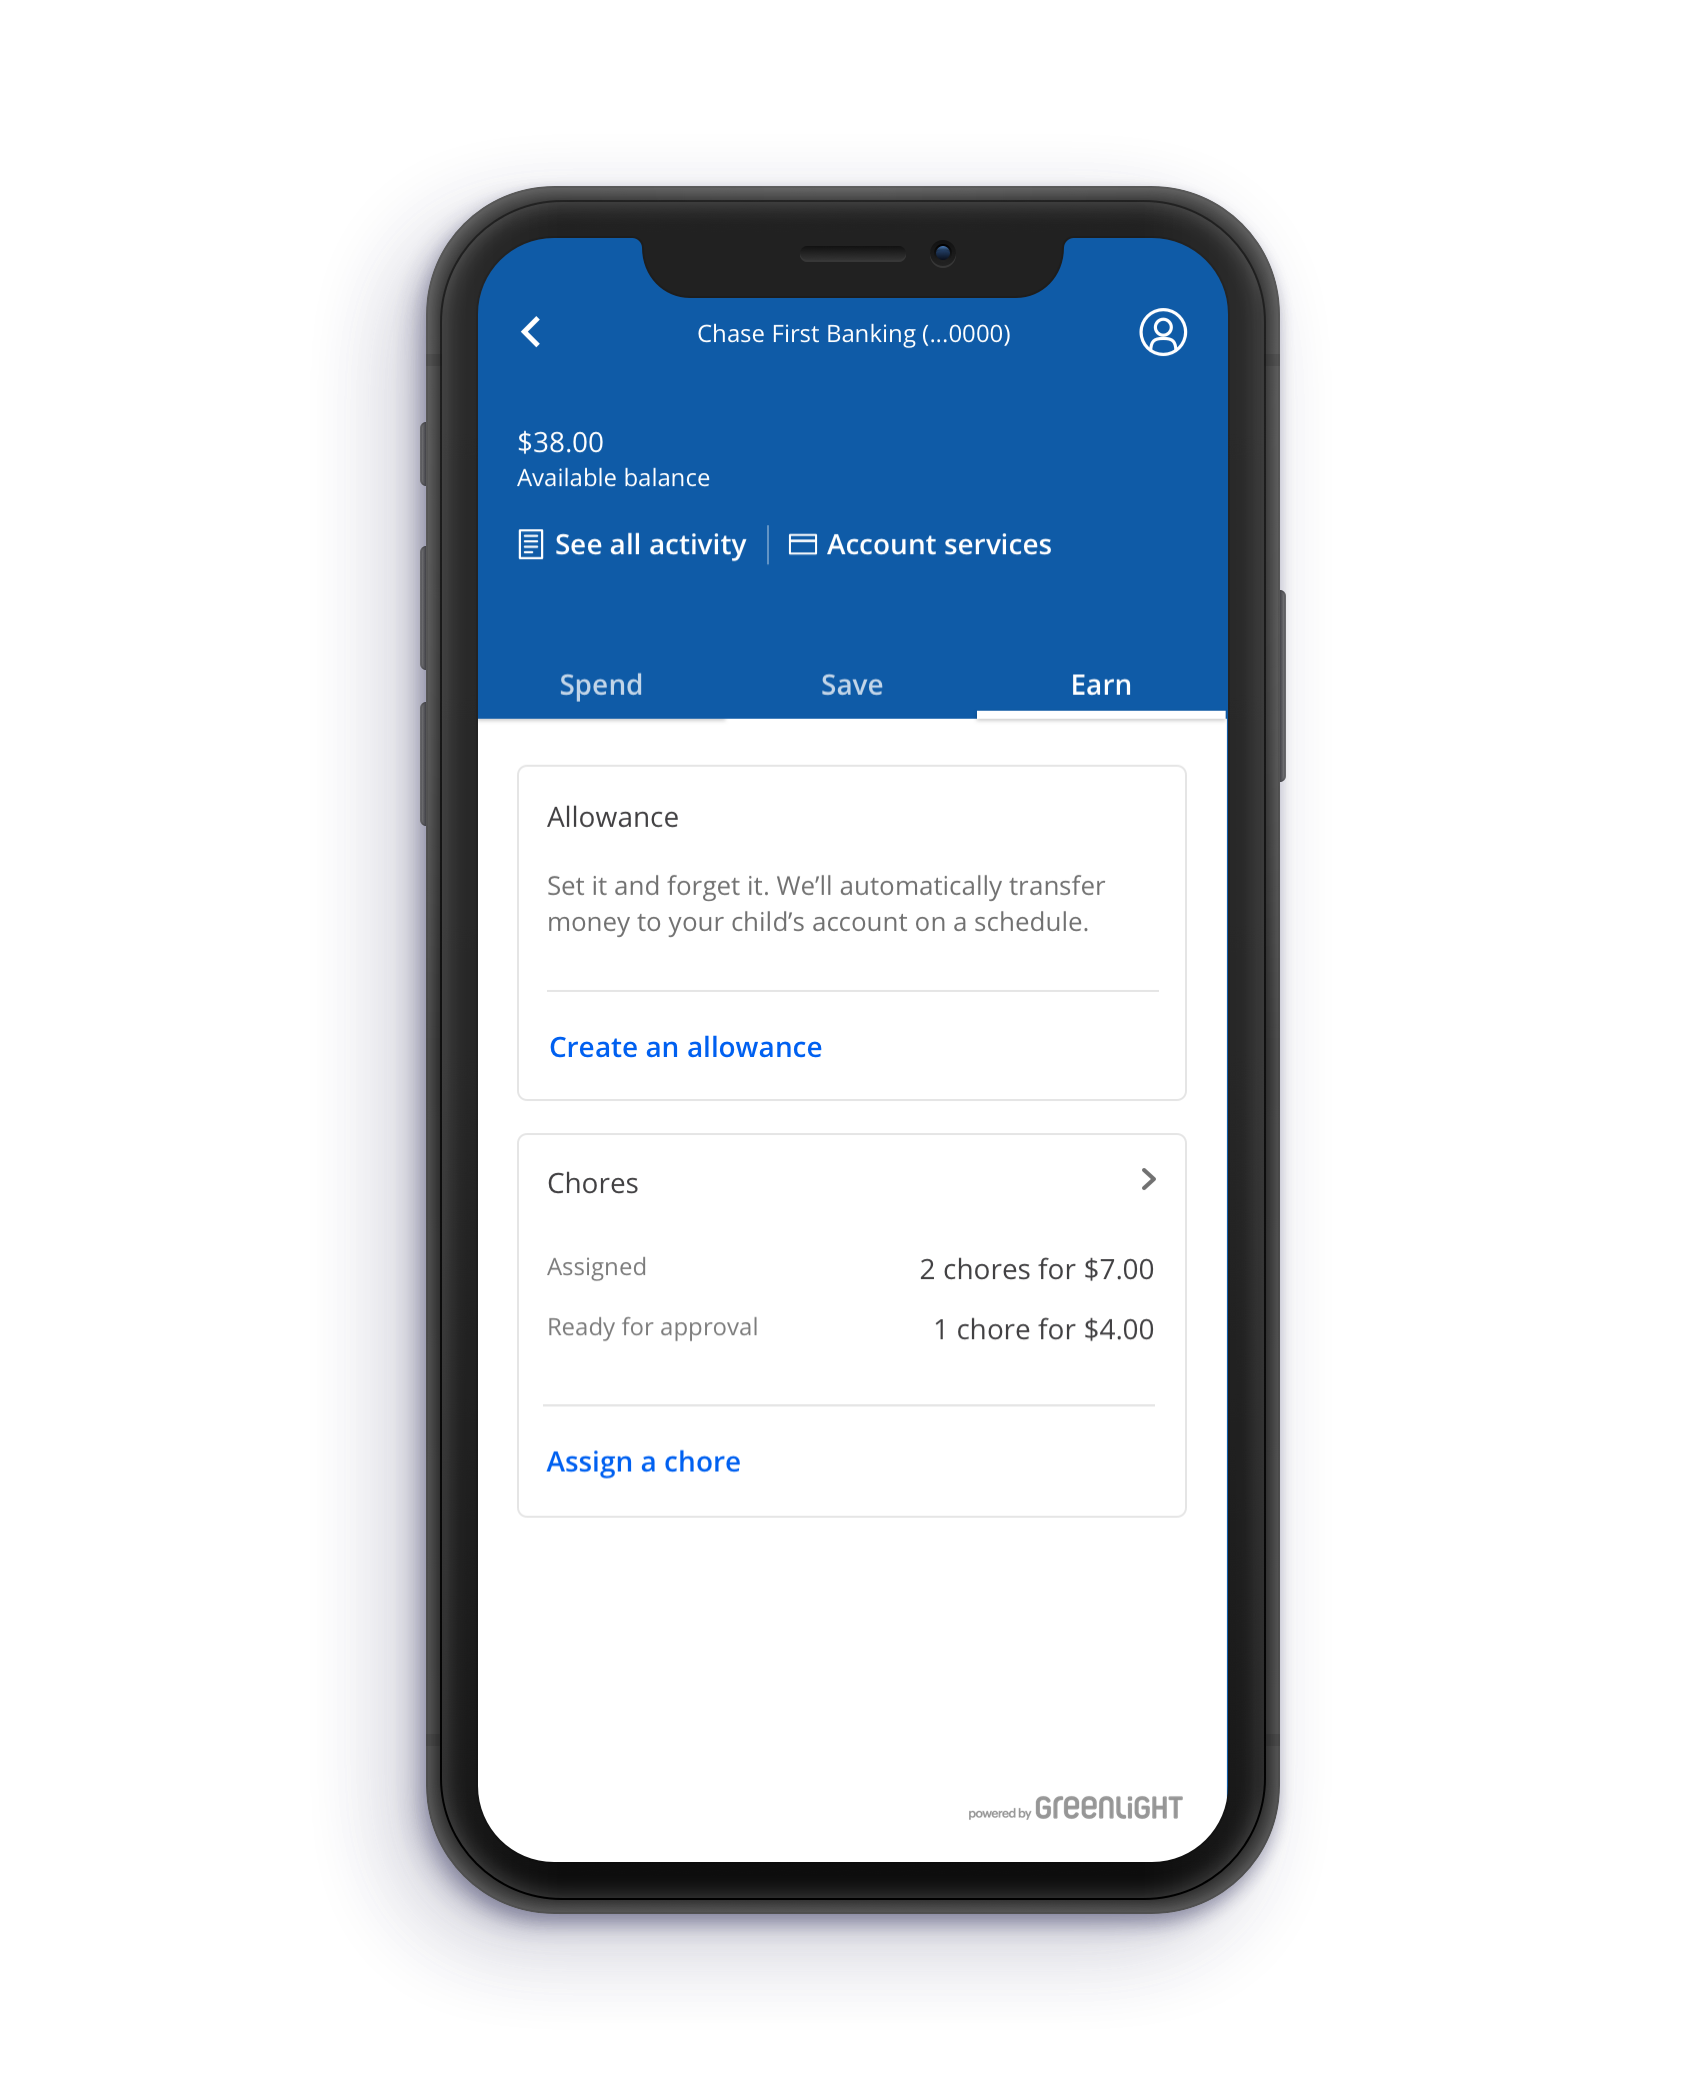 Chase First Banking (...0000)
$38.00
Available balance
See all activity
Account services
Spend
Save
Earn
Allowance
Set it and forget it. We’ll automatically transfer
money to your child’s account on a schedule.
Create an allowance
Chores
Assigned
2 chores for $7.00
Ready for approval
1 chore for $4.00
Assign a chore
powered by GREENLIGHT